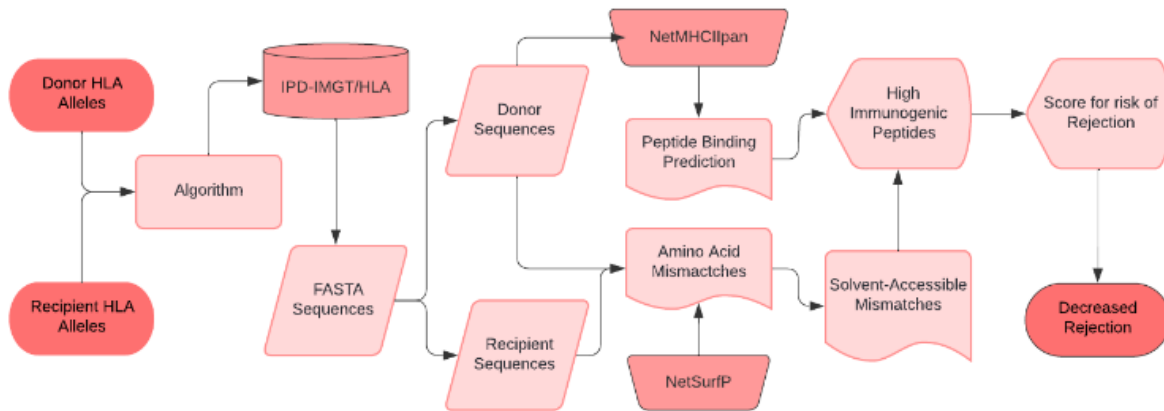 Donor HLA
Alleles
Recipient HLA
Alleles
Algorithm
IPD-IMGT/HLA
FASTA
Sequences
Donor
Sequences
Recipient
Sequences
NetMHCIIpan
Peptide Binding
Prediction
Amino Acid
Mismactches
NetSurfP
High
Immunogenic
Peptides
Solvent-Accessible
Mismatches
Score for risk of
Rejection
Decreased
Rejection